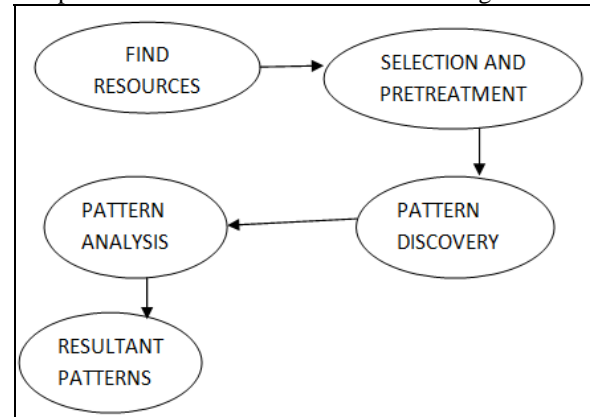 FIND
RESOURCES
SELECTION AND
PRETREATMENT
PATTERN
DISCOVERY
PATTERN
ANALYSIS
RESULTANT
PATTERNS